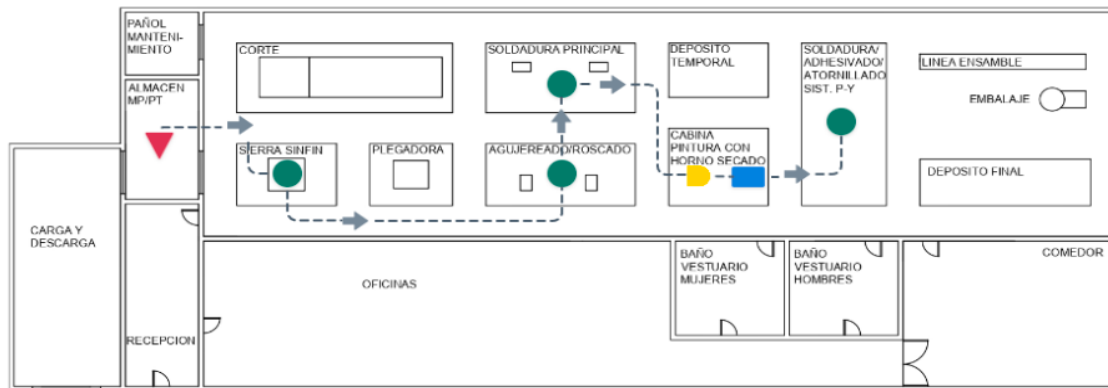 PAÑOL
MANTENI-
MIENTO
ALMACEN
MP/PT
CORTE
SOLDADURA PRINCIPAL
DEPOSITO
TEMPORAL
SOLDADURA/
ADHESIVADO/
ATORNILLADO
SIST. P-Y
LINEA ENSAMBLE
EMBALAJE
SIERRA SINFIN
PLEGADORA
AGUJEREADO/ROSCADO
CABINA
PINTURA CON
HORNO SECADO
DEPOSITO FINAL
CARGA Y
DESCARGA
RECEPCION
OFICINAS
BAÑO
VESTUARIO
MUJERES
BAÑO
VESTUARIO
HOMBRES
COMEDOR